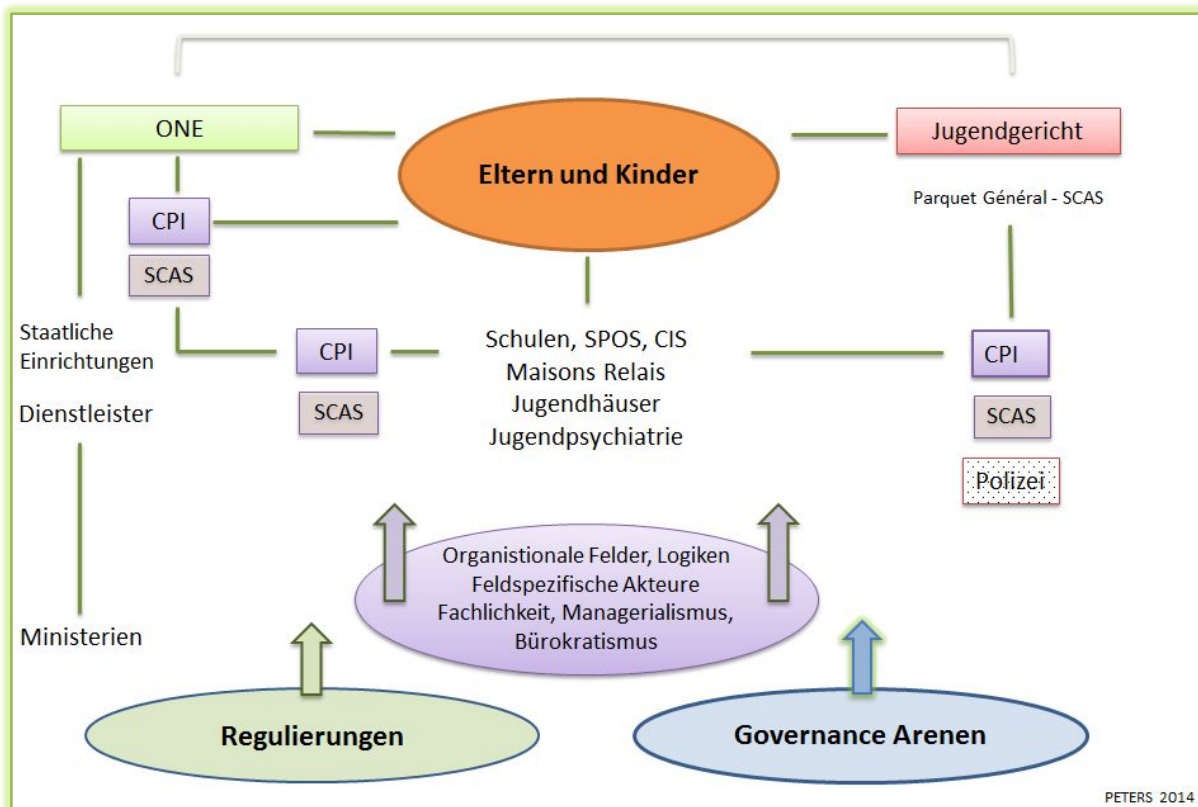 ONE
Eltern und Kinder
Jugendgericht
Parquet Général - SCAS
CPI
SCAS
Staatliche
Einrichtungen
Dienstleister
Ministerien
CPI
SCAS
Schulen, SPOS, CIS
Maisons Relais
Jugendhäuser
Jugendpsychiatrie
CPI
SCAS
Polizei
Organistionale Felder, Logiken
Feldspezifische Akteure
Fachlichkeit, Managerialismus,
Bürokratismus
Regulierungen
Governance Arenen
PETERS 2014